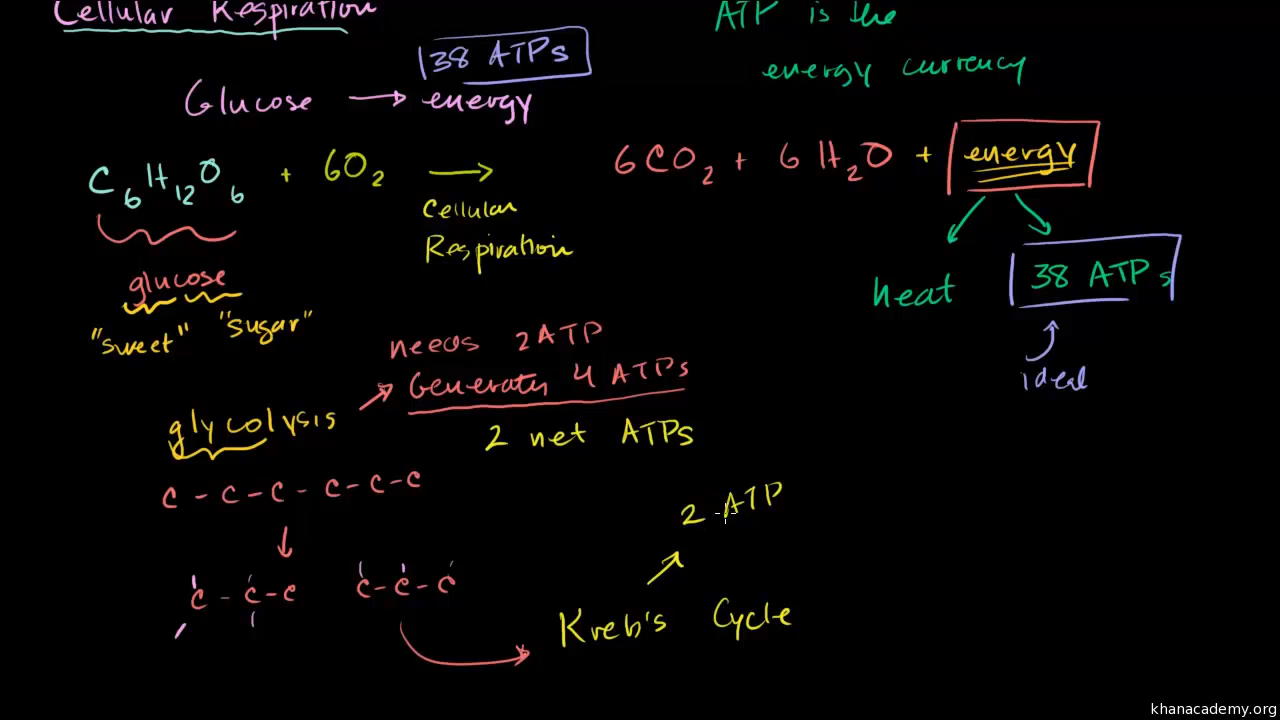 Cellular Respiration
ATP is the
energy currency
38 ATPs
Glucose → energy
C6H12O6 + 6O2 → 6CO2 + 6H2O + energy
Cellular
Respiration
glucose
"sweet" "sugar"
heat
38 ATPs
ideal
needs 2ATP
Generates 4 ATPs
2 net ATPs
glycolysis
C - C - C - C - C - C
C - C - C C - C - C
2 ATP
Kreb's Cycle
khanacademy.org